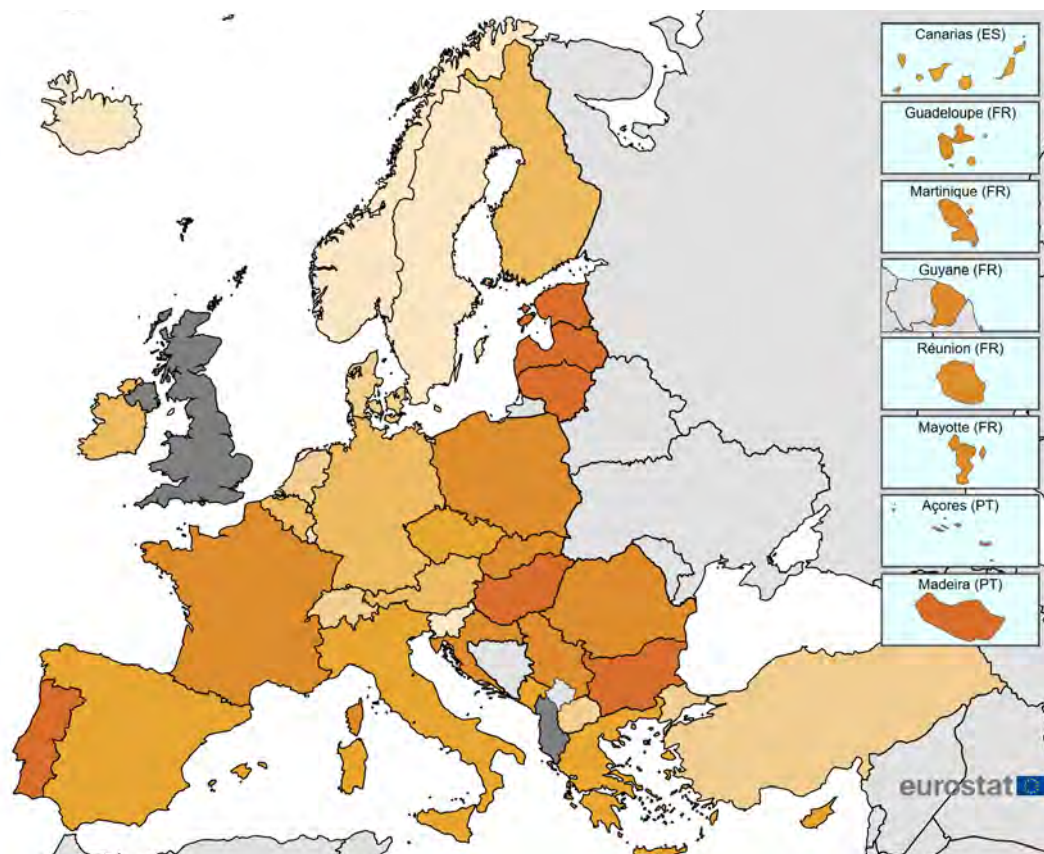 Canarias (ES)
Guadeloupe (FR)
Martinique (FR)
Guyane (FR)
Réunion (FR)
Mayotte (FR)
Açores (PT)
Madeira (PT)
eurostat